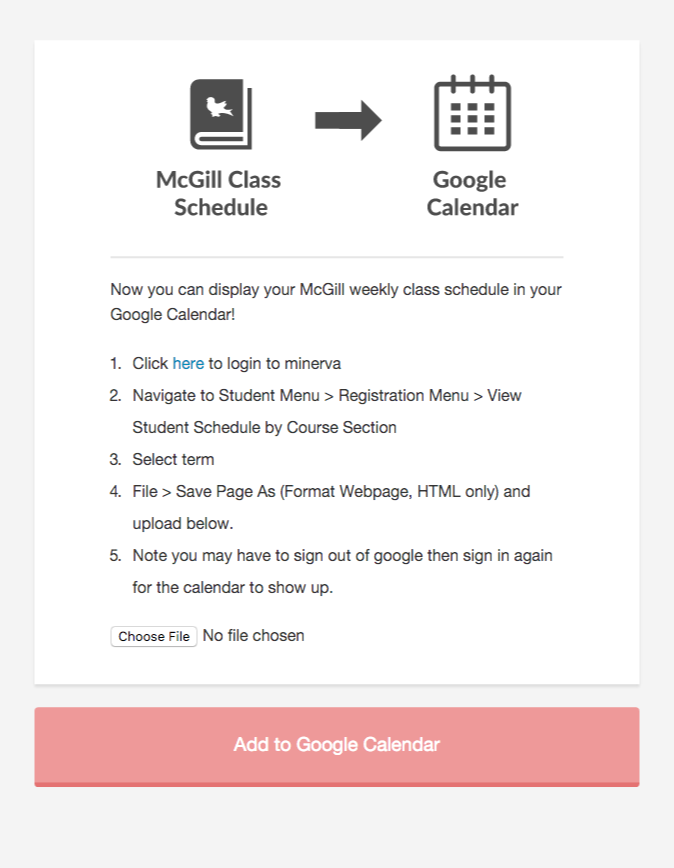 McGill Class
Schedule
Google
Calendar
Now you can display your McGill weekly class schedule in your
Google Calendar!
1. Click here to login to minerva
2. Navigate to Student Menu > Registration Menu > View
Student Schedule by Course Section
3. Select term
4. File > Save Page As (Format Webpage, HTML only) and
upload below.
5. Note you may have to sign out of google then sign in again
for the calendar to show up.
Choose File No file chosen
Add to Google Calendar